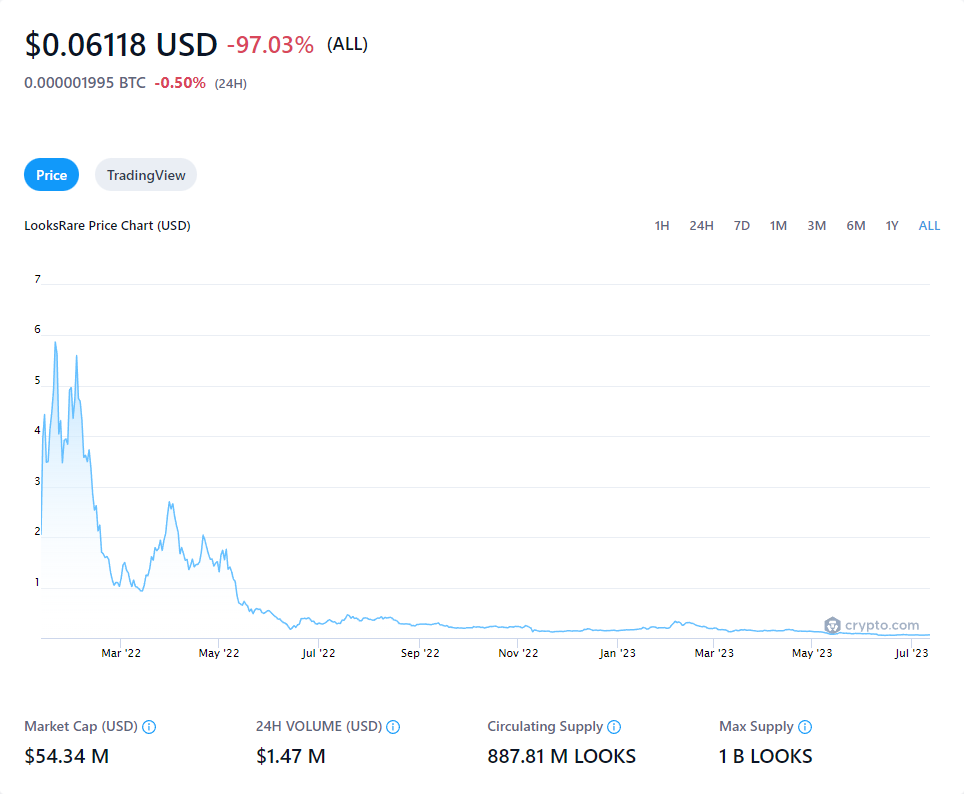 $0.06118 USD -97.03% (ALL)
0.000001995 BTC -0.50% (24H)
Price TradingView
LooksRare Price Chart (USD) 1H 24H 7D 1M 3M 6M 1Y ALL
7
6
5
4
3
2
1
crypto.com
Mar '22 May '22 Jul '22 Sep '22 Nov '22 Jan '23 Mar '23 May '23 Jul '23
Market Cap (USD) 24H VOLUME (USD) Circulating Supply Max Supply
$54.34 M $1.47 M 887.81 M LOOKS 1 B LOOKS